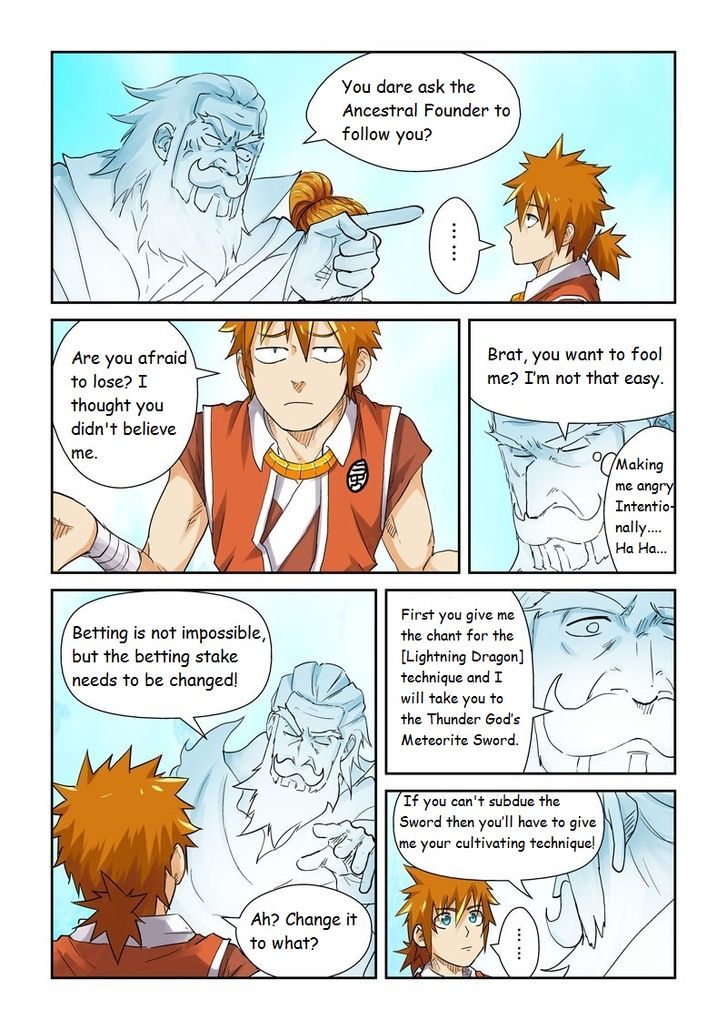 You dare ask the
Ancestral Founder to
follow you?
......
Are you afraid
to lose? I
thought you
didn't believe
me.
Brat, you want to fool
me? I'm not that easy.
Making
me angry
Intentio-
nally....
Ha Ha...
Betting is not impossible,
but the betting stake
needs to be changed!
Ah? Change it
to what?
First you give me
the chant for the
[Lightning Dragon]
technique and I
will take you to
the Thunder God's
Meteorite Sword.
If you can't subdue the
Sword then you'll have to give
me your cultivating technique!
......